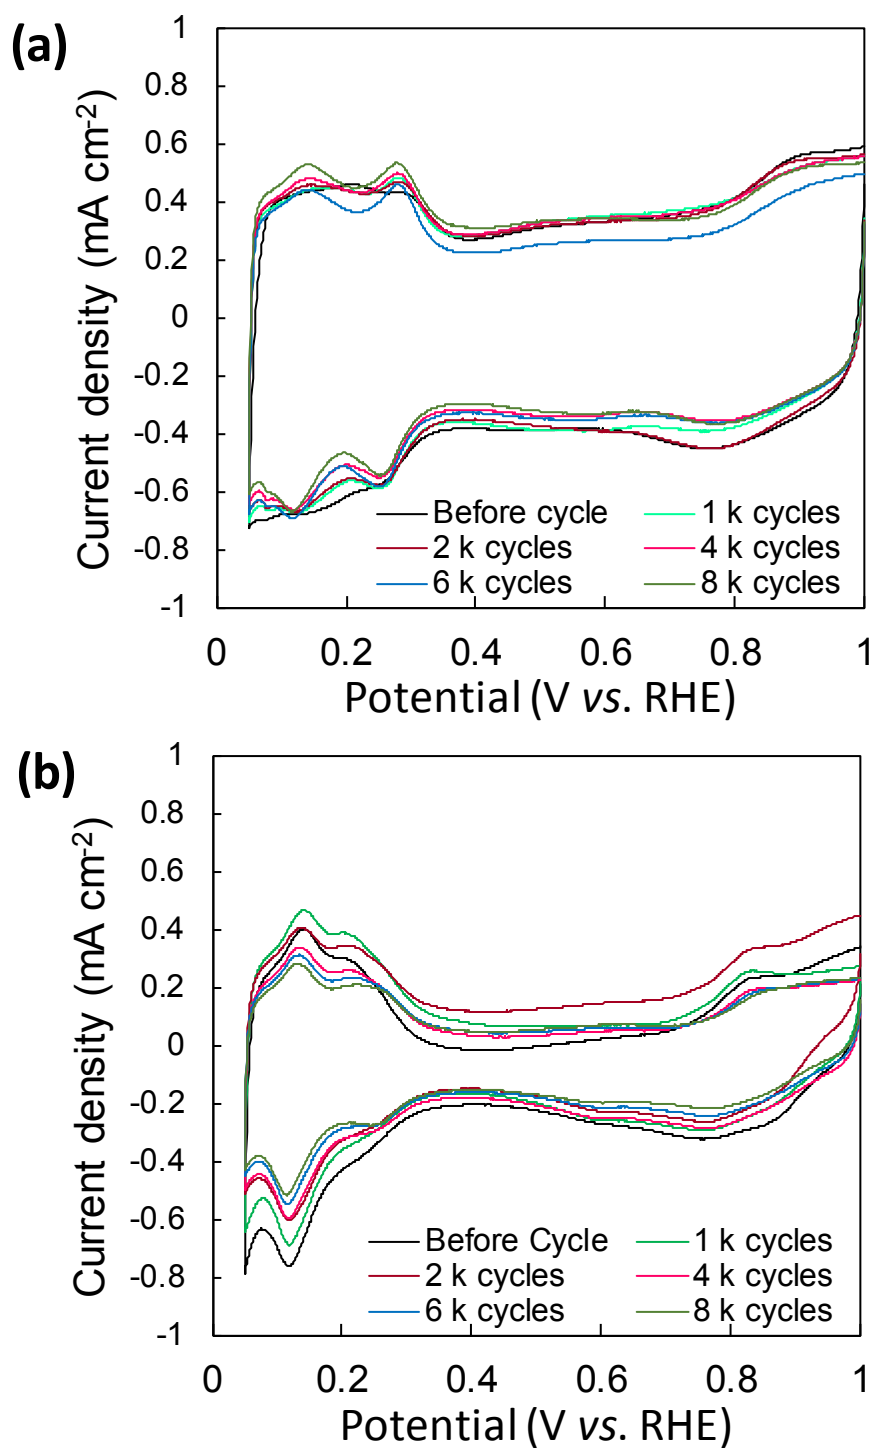 (a)
Current density (mA cm-2)
1
0.8
0.6
0.4
0.2
0
-0.2
-0.4
-0.6
-0.8
-1
Before cycle
1 k cycles
2 k cycles
4 k cycles
6 k cycles
8 k cycles
0 0.2 0.4 0.6 0.8 1
Potential (V vs. RHE)
(b)
Current density (mA cm-2)
1
0.8
0.6
0.4
0.2
0
-0.2
-0.4
-0.6
-0.8
-1
Before Cycle
1 k cycles
2 k cycles
4 k cycles
6 k cycles
8 k cycles
0 0.2 0.4 0.6 0.8 1
Potential (V vs. RHE)